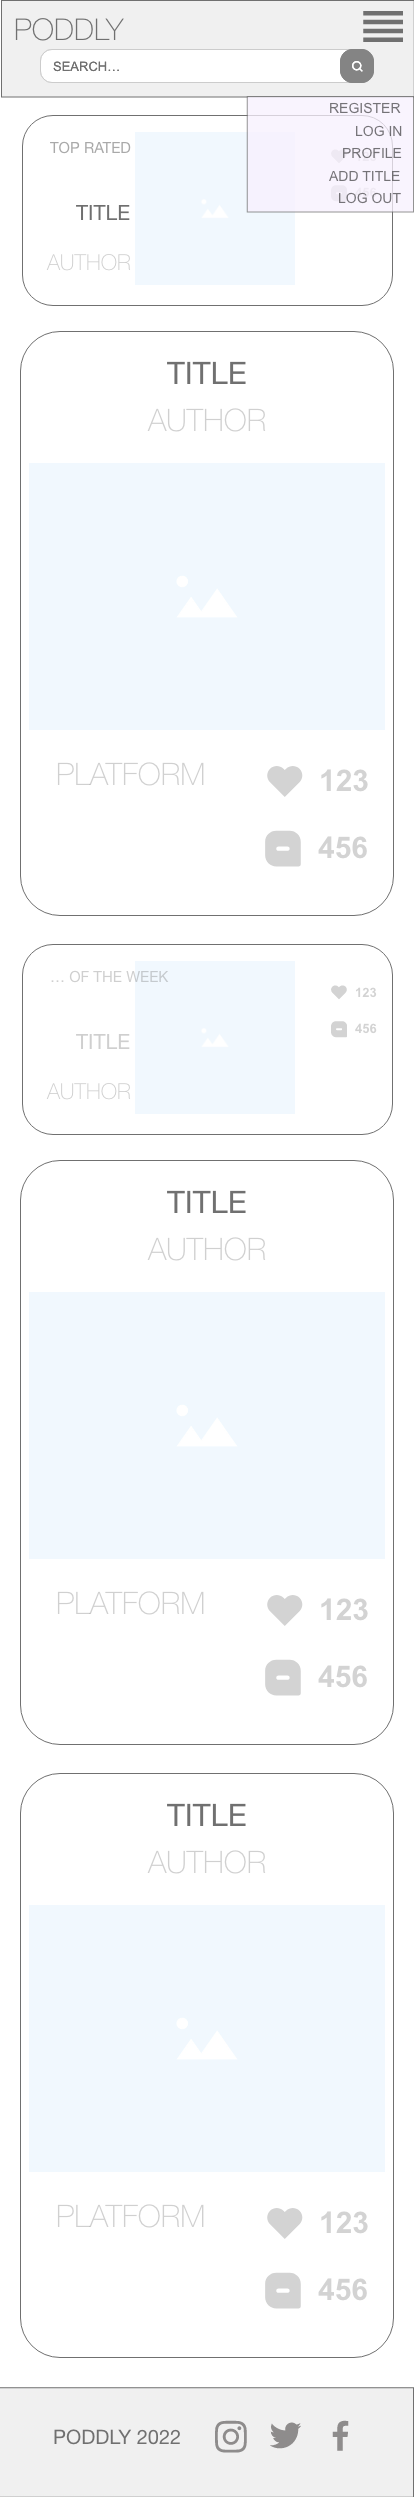 PODDLY
SEARCH...
REGISTER
LOG IN
PROFILE
ADD TITLE
LOG OUT
TOP RATED
TITLE
AUTHOR
TITLE
AUTHOR
PLATFORM
123
456
... OF THE WEEK
123
456
TITLE
AUTHOR
TITLE
AUTHOR
PLATFORM
123
456
TITLE
AUTHOR
PLATFORM
123
456
PODDLY 2022